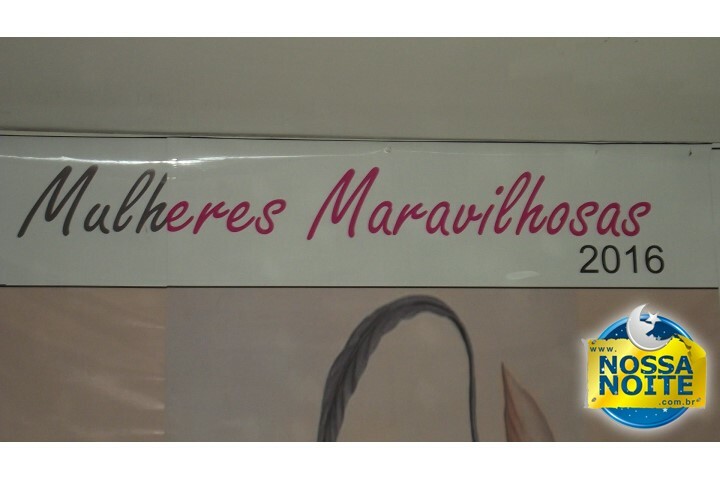 Mulheres Maravilhosas
2016
www.
NOSSA
NOITE
.com.br